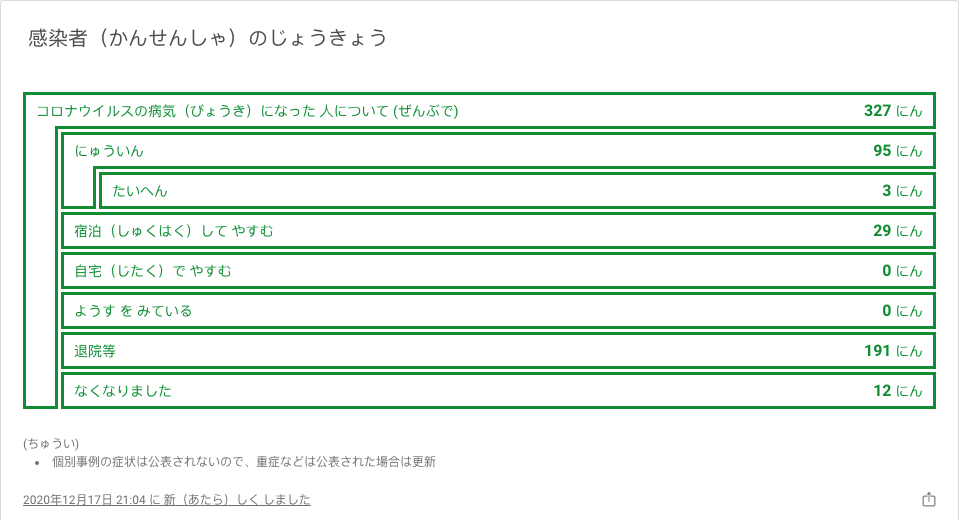 感染者（かんせんしゃ）のじょうきょう
コロナウイルスの病気（びょうき）になった 人について (ぜんぶで) 327 にん
にゅういん 95 にん
たいへん 3 にん
宿泊（しゅくはく）して やすむ 29 にん
自宅（じたく）で やすむ 0 にん
ようす を みている 0 にん
退院等 191 にん
なくなりました 12 にん
(ちゅうい)
• 個別事例の症状は公表されないので、重症などは公表された場合は更新
2020年12月17日 21:04 に 新（あたら）しく しました